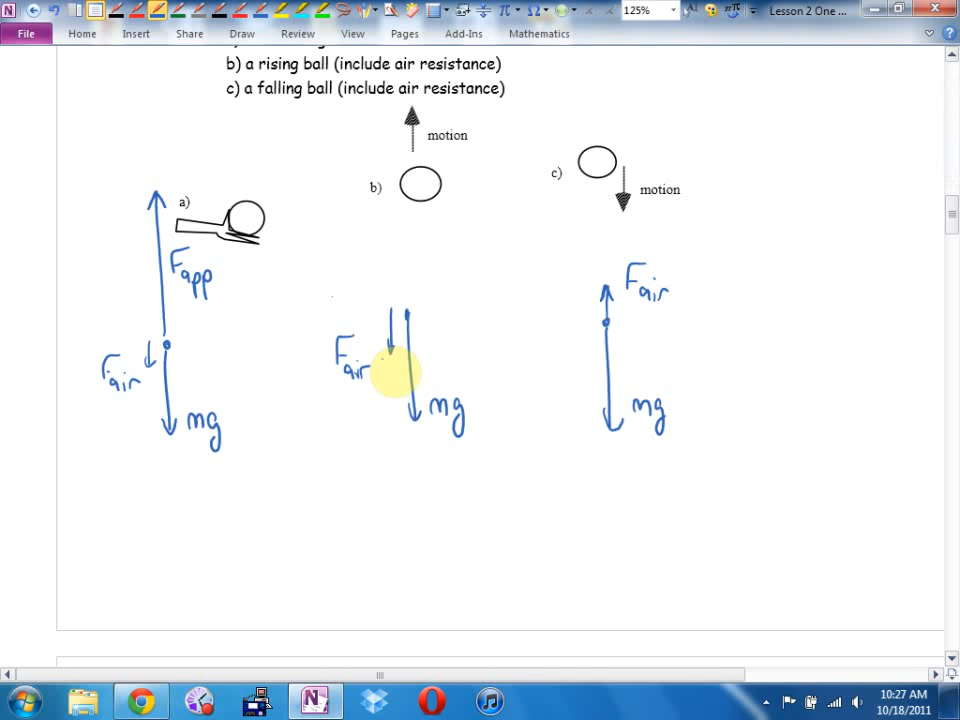 125%
Lesson 2 One ...
File Home Insert Share Draw Review View Pages Add-Ins Mathematics
b) a rising ball (include air resistance)
c) a falling ball (include air resistance)
motion
c)
b)
motion
a)
Fapp
Fair
Fair
Fair
mg
mg
mg
10:27 AM
10/18/2011